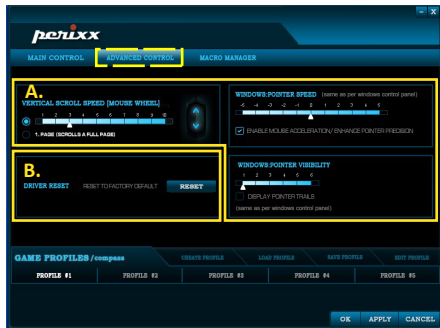 perixx
MAIN CONTROL ADVANCED CONTROL MACRO MANAGER
A.
VERTICAL SCROLL SPEED [MOUSE WHEEL]
1 2 3 4 5 6 7 8 9 10
1. PAGE (SCROLLS A FULL PAGE)
WINDOWS:POINTER SPEED (same as per windows control panel)
-5 -4 -3 -2 -1 0 1 2 3 4 5
ENABLE MOUSE ACCELERATION/ ENHANCE POINTER PRECISION
B.
DRIVER RESET RESET TO FACTORY DEFAULT RESET
WINDOWS:POINTER VISIBILITY
1 2 3 4 5 6
DISPLAY POINTER TRAILS
(same as per windows control panel)
GAME PROFILES/compass CREATE PROFILE LOAD PROFILE SAVE PROFILE EDIT PROFILE
PROFILE #1 PROFILE #2 PROFILE #3 PROFILE #4 PROFILE #5
OK APPLY CANCEL